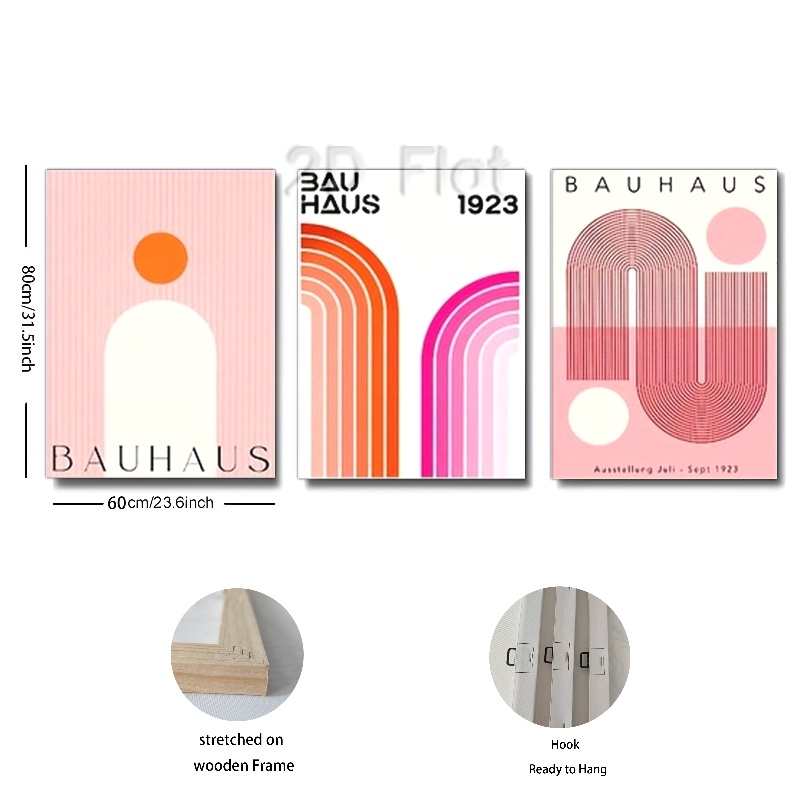 2D Flat
80cm/31.5inch
BAUHAUS
BAU
HAUS
1923
BAUHAUS
Ausstellung Juli - Sept 1923
60cm/23.6inch
stretched on
wooden Frame
Hook
Ready to Hang